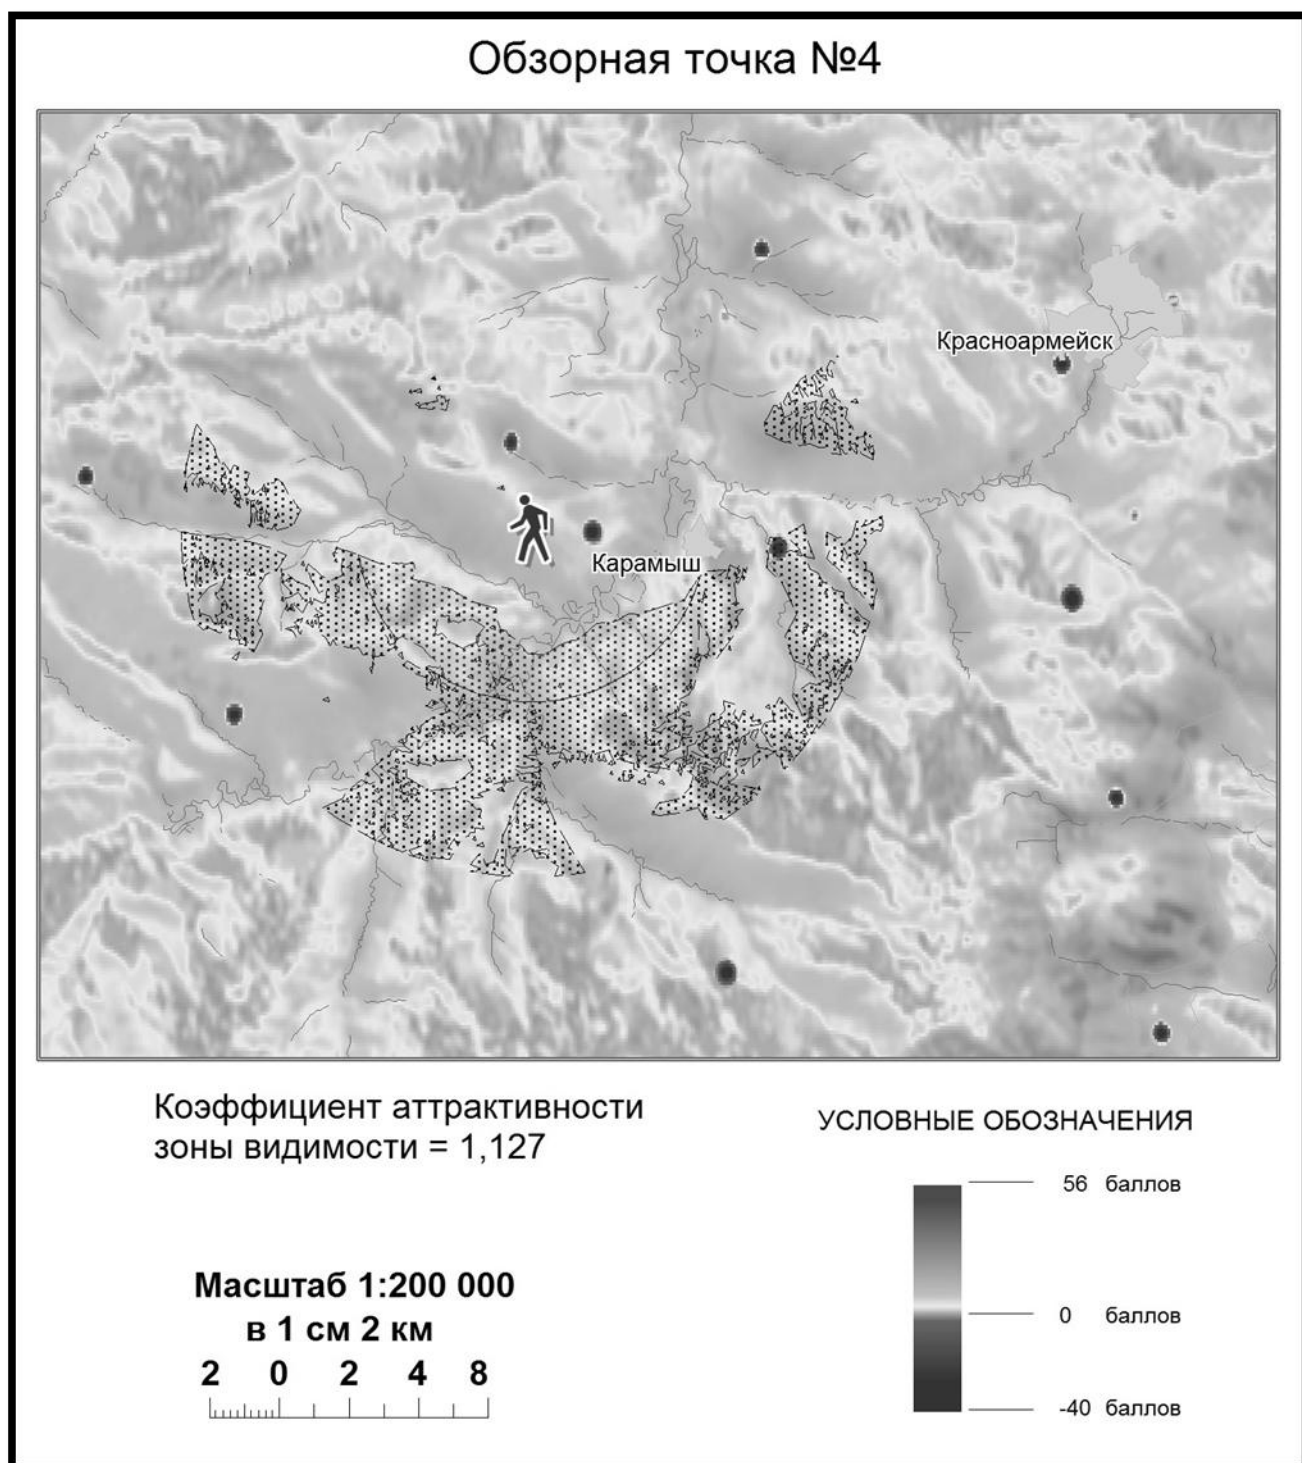 Обзорная точка №4
Красноармейск
Карамыш
Коэффициент аттрактивности
зоны видимости = 1,127
УСЛОВНЫЕ ОБОЗНАЧЕНИЯ
56 баллов
0 баллов
-40 баллов
Масштаб 1:200 000
в 1 см 2 км
2 0 2 4 8